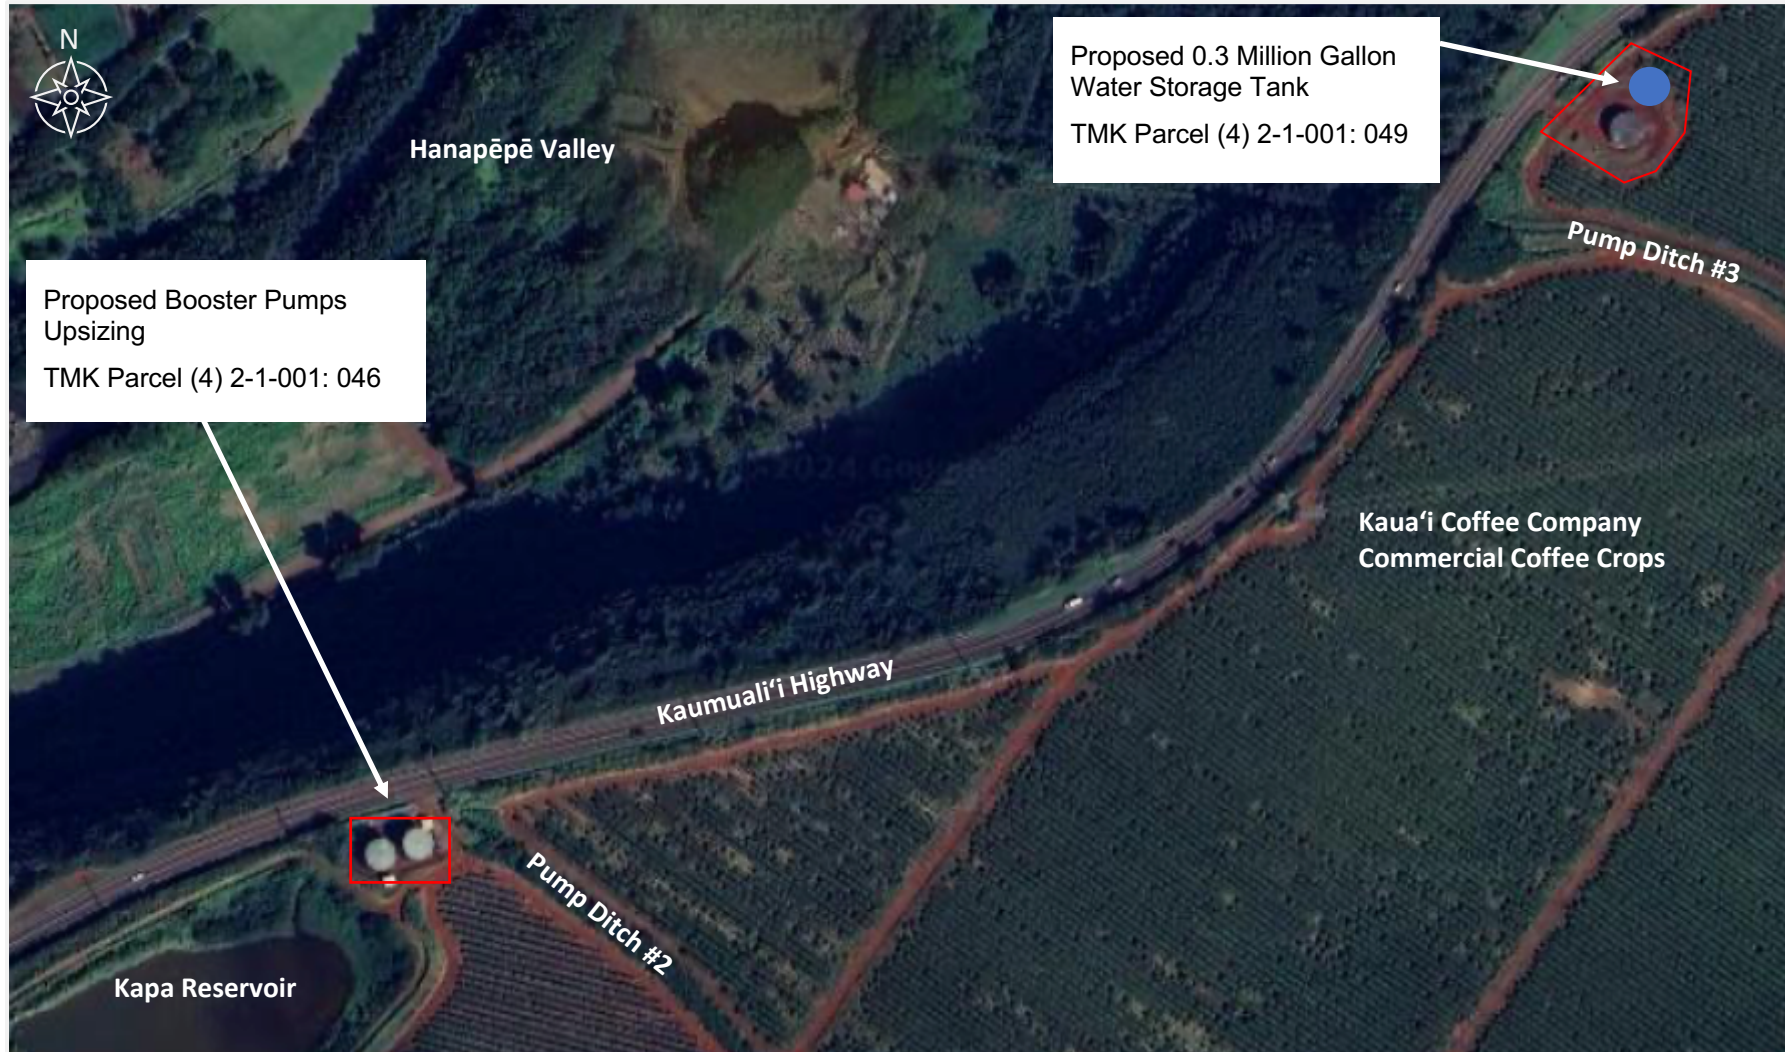 N
Proposed 0.3 Million Gallon
Water Storage Tank
TMK Parcel (4) 2-1-001: 049
Hanapēpē Valley
Pump Ditch #3
Proposed Booster Pumps
Upsizing
TMK Parcel (4) 2-1-001: 046
Kauaʻi Coffee Company
Commercial Coffee Crops
Kaumualiʻi Highway
Pump Ditch #2
Kapa Reservoir